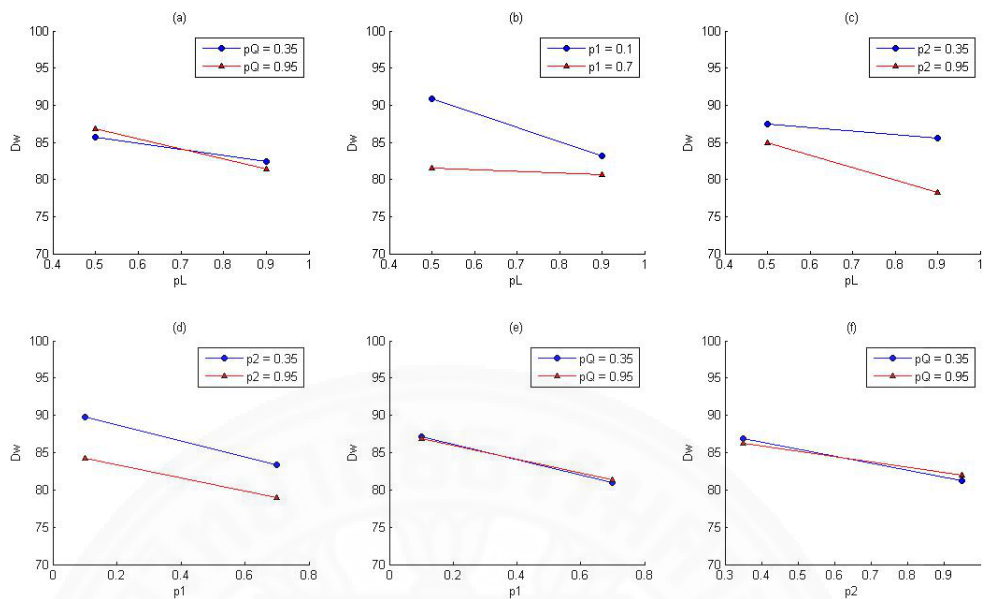 (a)
100
95
90
85
80
75
70
Dw
pQ = 0.35
pQ = 0.95
0.4 0.5 0.6 0.7 0.8 0.9 1
pL
(b)
100
95
90
85
80
75
70
Dw
p1 = 0.1
p1 = 0.7
0.4 0.5 0.6 0.7 0.8 0.9 1
pL
(c)
100
95
90
85
80
75
70
Dw
p2 = 0.35
p2 = 0.95
0.4 0.5 0.6 0.7 0.8 0.9 1
pL
(d)
100
95
90
85
80
75
70
Dw
p2 = 0.35
p2 = 0.95
0 0.2 0.4 0.6 0.8
p1
(e)
100
95
90
85
80
75
70
Dw
pQ = 0.35
pQ = 0.95
0 0.2 0.4 0.6 0.8
p1
(f)
100
95
90
85
80
75
70
Dw
pQ = 0.35
pQ = 0.95
0.3 0.4 0.5 0.6 0.7 0.8 0.9
p2